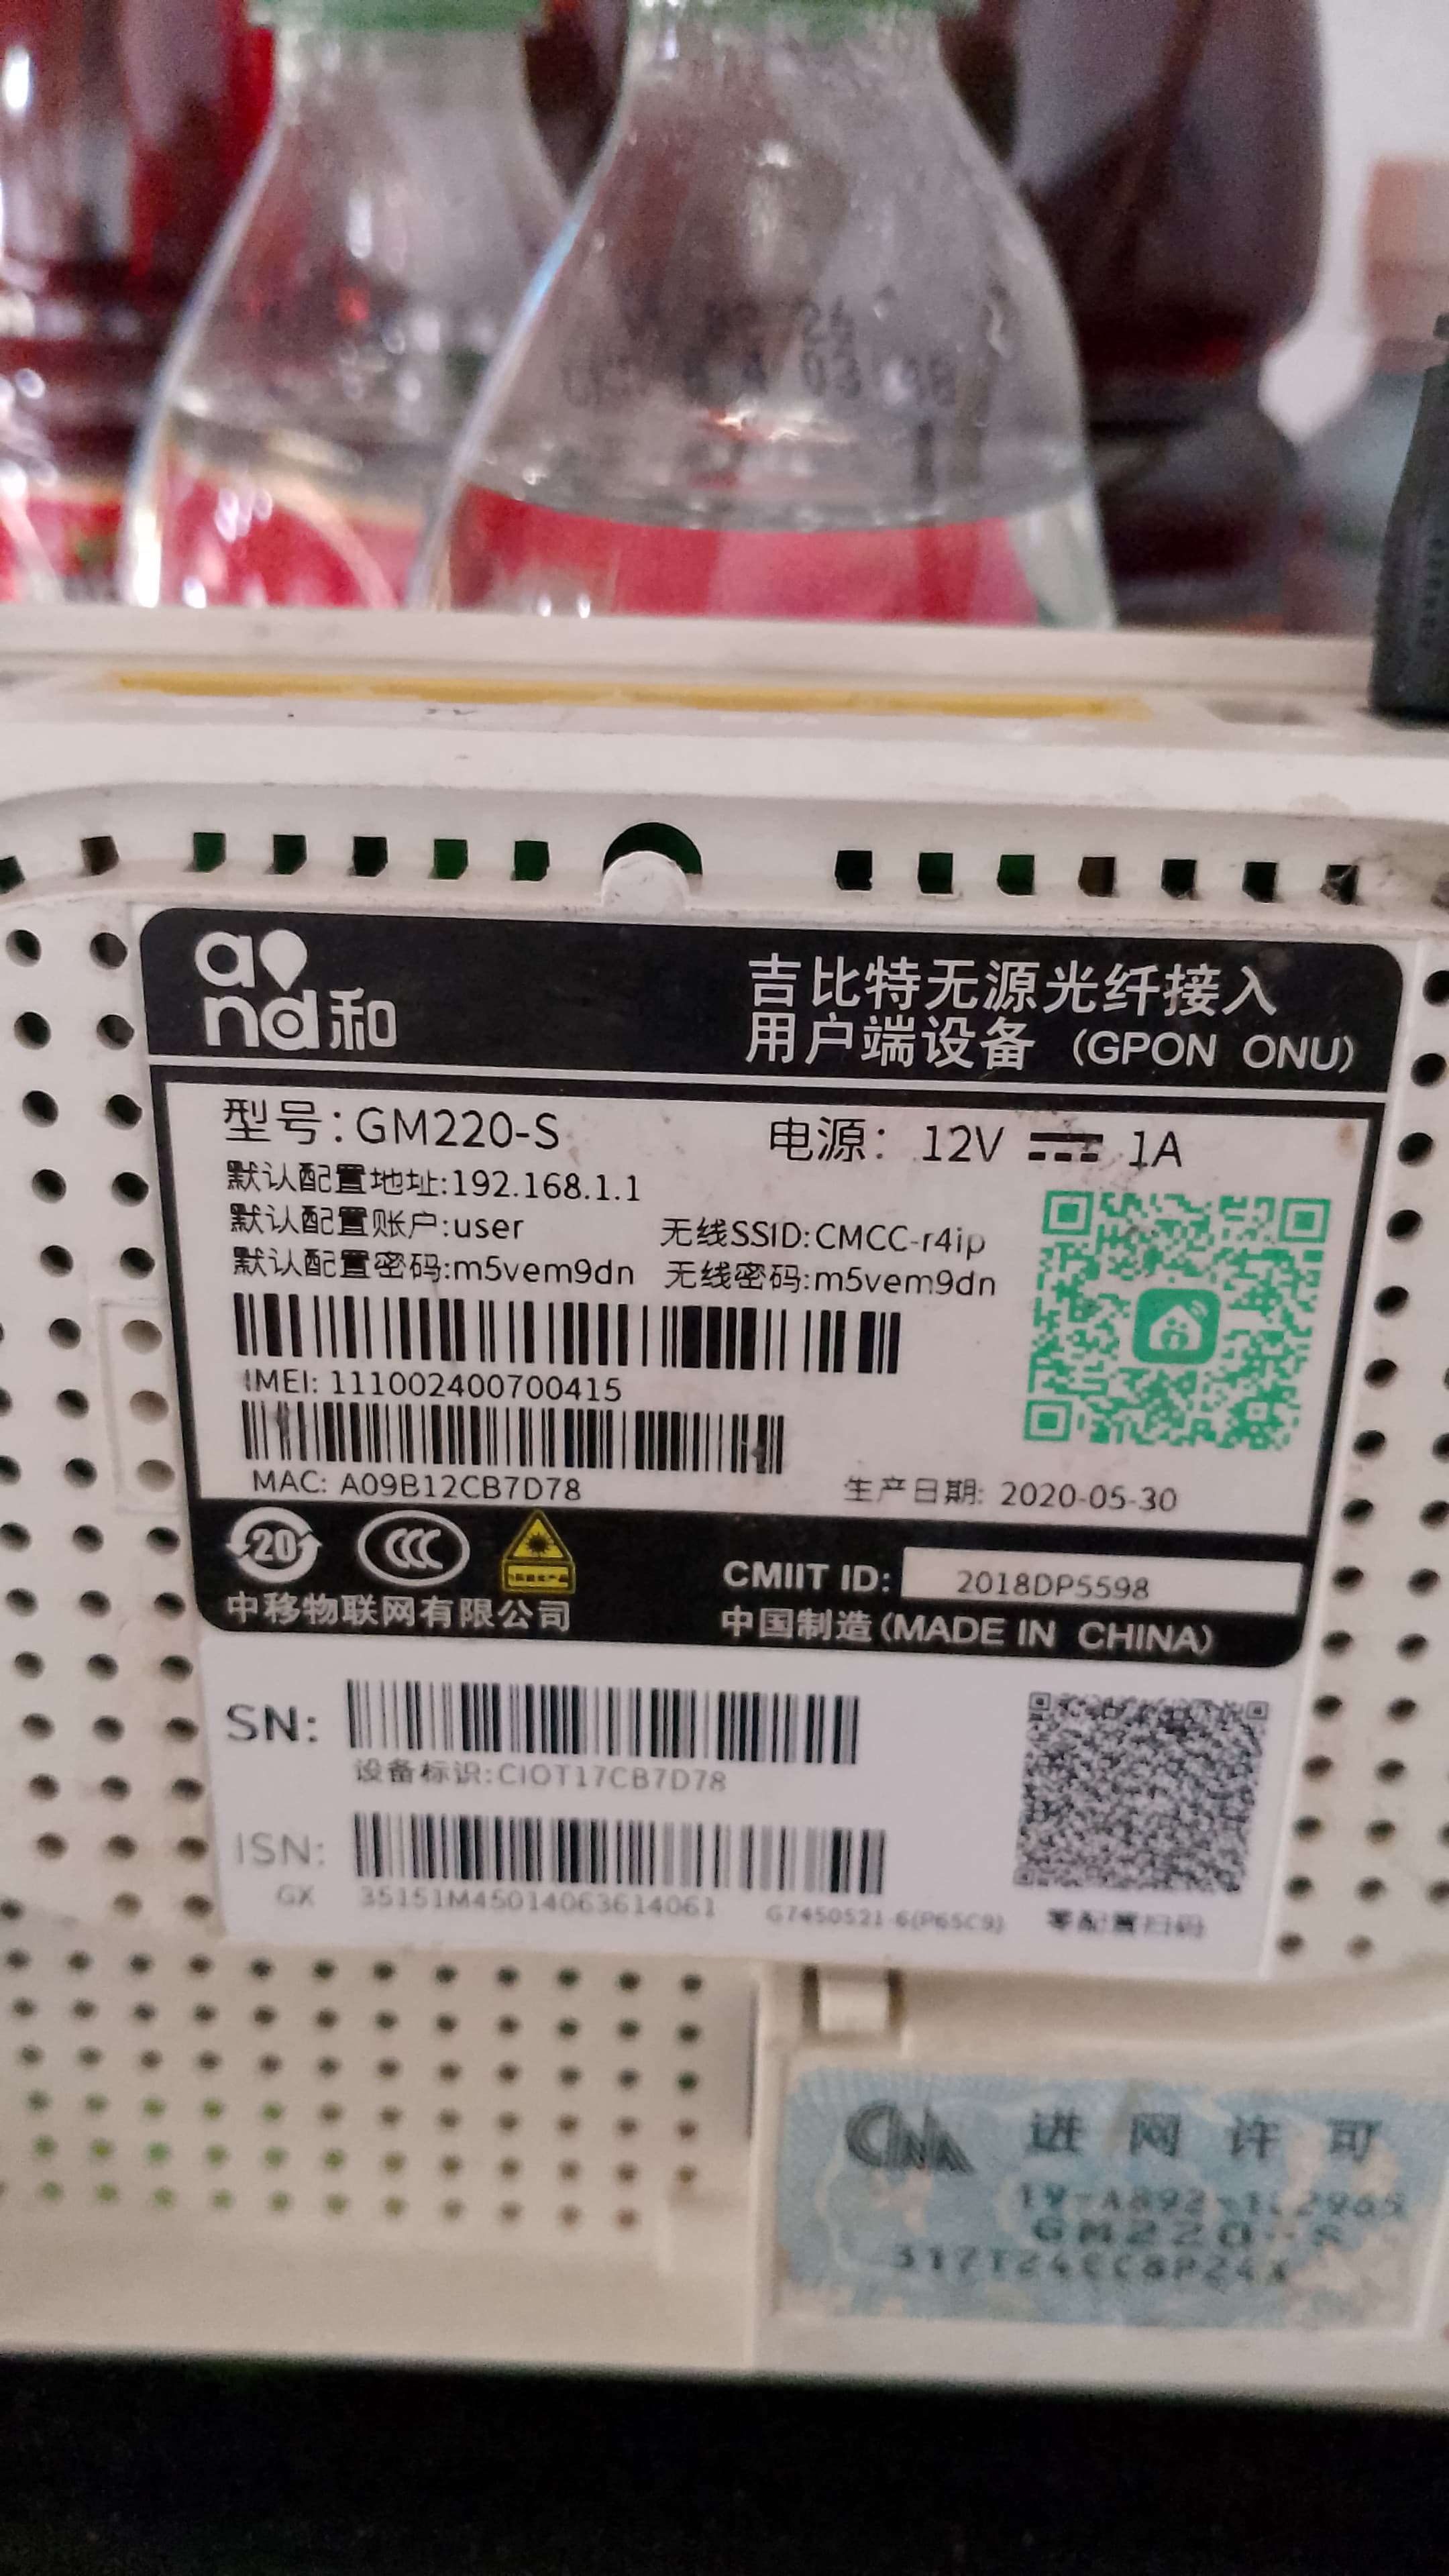 and和
吉比特无源光纤接入
用户端设备 (GPON ONU)
型号:GM220-S
电源: 12V 1A
默认配置地址:192.168.1.1
默认配置账户:user
无线SSID:CMCC-r4ip
默认配置密码:m5vem9dn
无线密码:m5vem9dn
IMEI: 111002400700415
MAC: A09B12CB7D78
生产日期: 2020-05-30
20
CCC
CMIIT ID: 2018DP5598
中移物联网有限公司
中国制造(MADE IN CHINA)
SN:
设备标识:CIOT17CB7D78
ISN:
GX 35151M45014063614061 G7450521-6(P65C9)
零配置扫码
进网许可
GM220-S